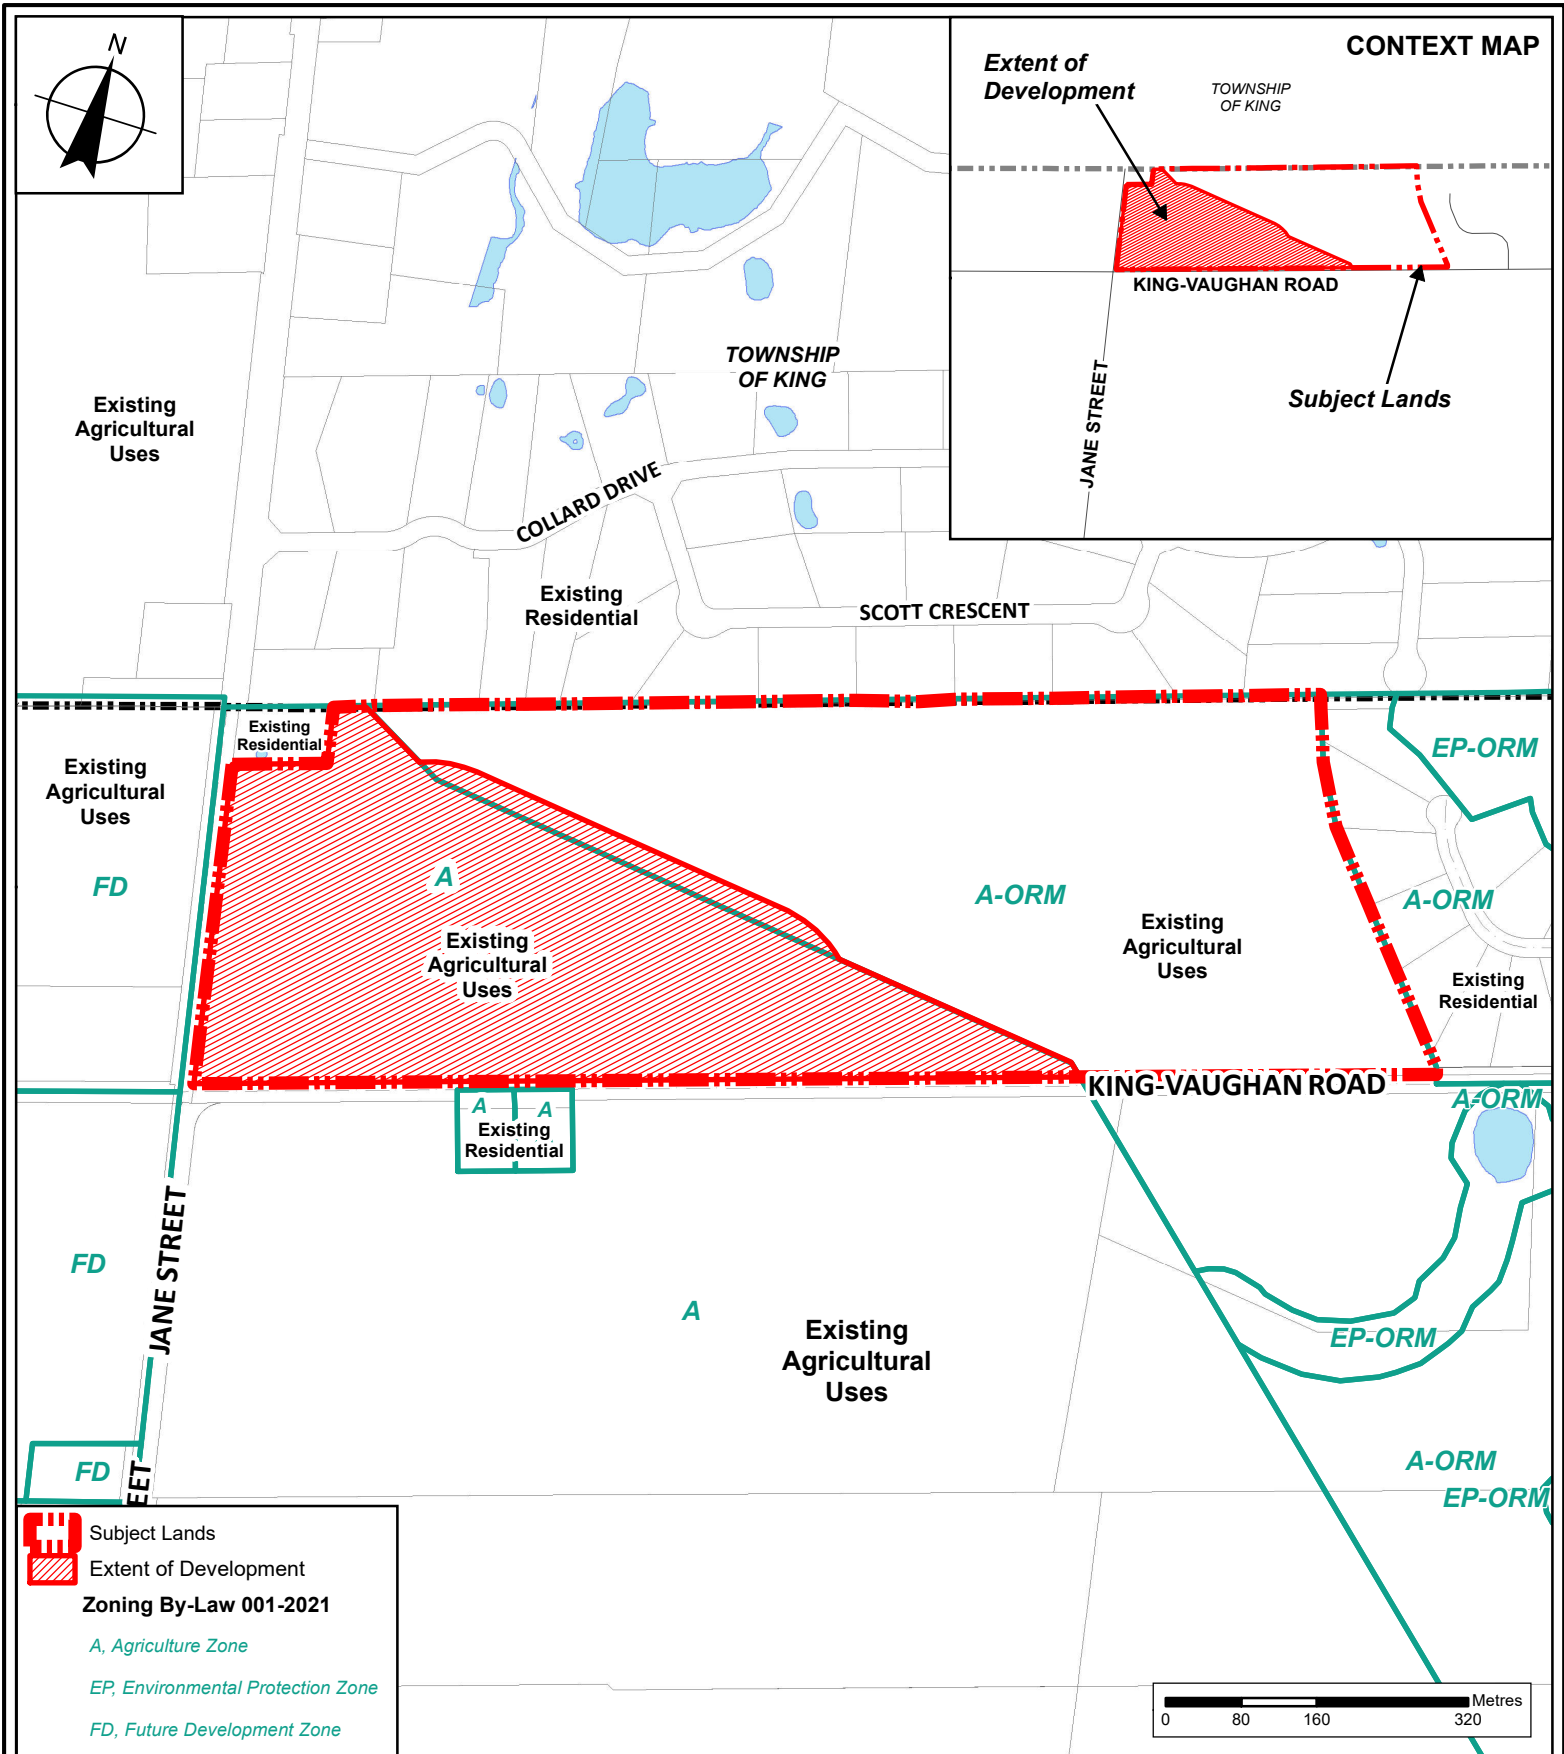 N
CONTEXT MAP
Extent of
Development
TOWNSHIP
OF KING
KING-VAUGHAN ROAD
JANE STREET
Subject Lands
TOWNSHIP
OF KING
Existing
Agricultural
Uses
COLLARD DRIVE
Existing
Residential
SCOTT CRESCENT
Existing
Residential
EP-ORM
Existing
Agricultural
Uses
FD
A
A-ORM
A-ORM
Existing
Agricultural
Uses
Existing
Agricultural
Uses
Existing
Residential
KING-VAUGHAN ROAD
A-ORM
A
A
Existing
Residential
JANE STREET
FD
A
Existing
Agricultural
Uses
EP-ORM
A-ORM
EP-ORM
FD
EET
Subject Lands
Extent of Development
Zoning By-Law 001-2021
A, Agriculture Zone
EP, Environmental Protection Zone
FD, Future Development Zone
Metres
0 80 160 320